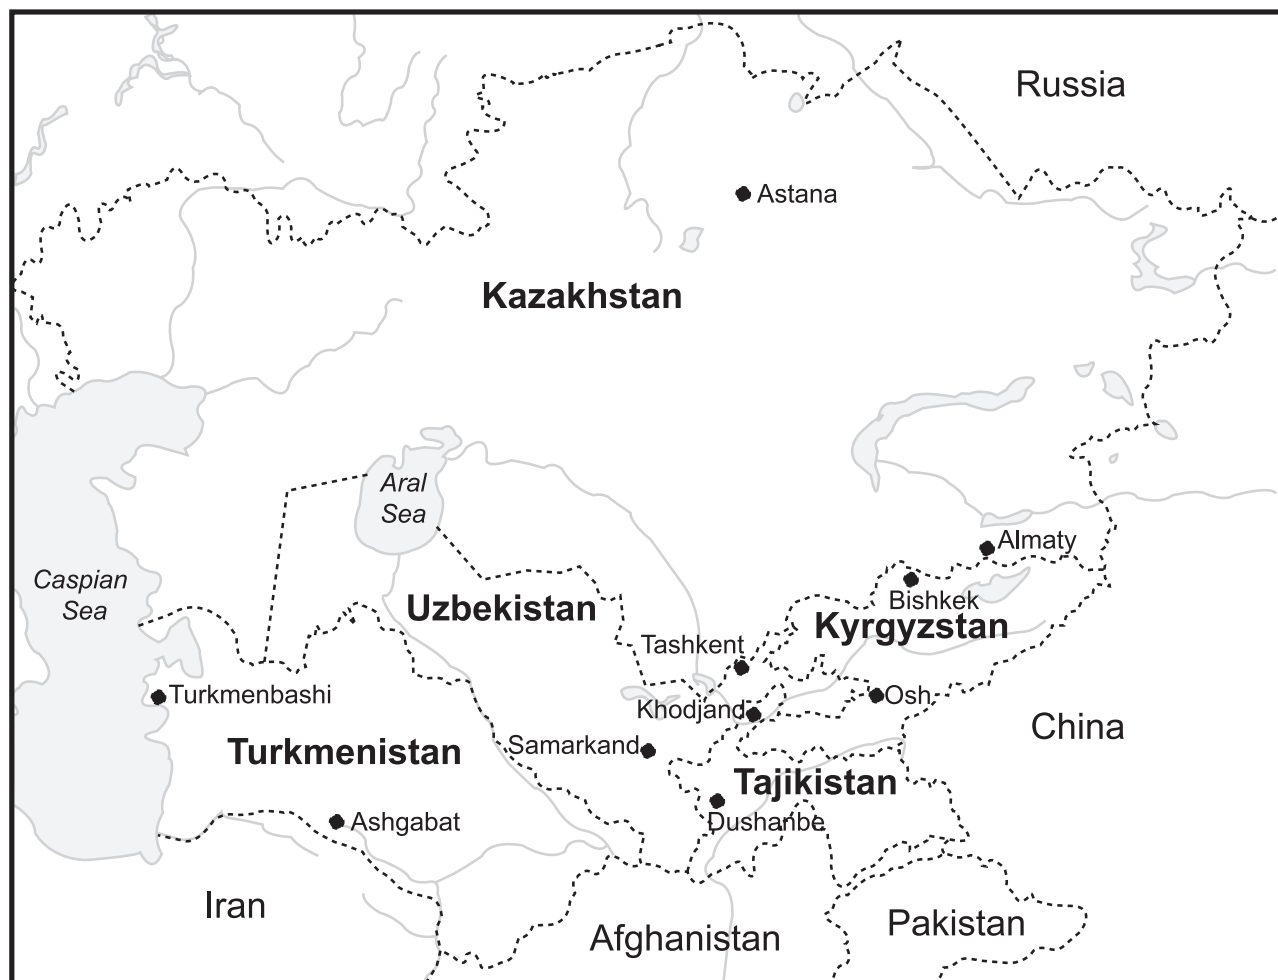 Russia
Astana
Kazakhstan
Aral
Sea
Almaty
Caspian
Sea
Bishkek
Uzbekistan
Kyrgyzstan
Tashkent
Turkmenbashi
Osh
Khodjand
China
Samarkand
Turkmenistan
Tajikistan
Ashgabat
Dushanbe
Iran
Pakistan
Afghanistan